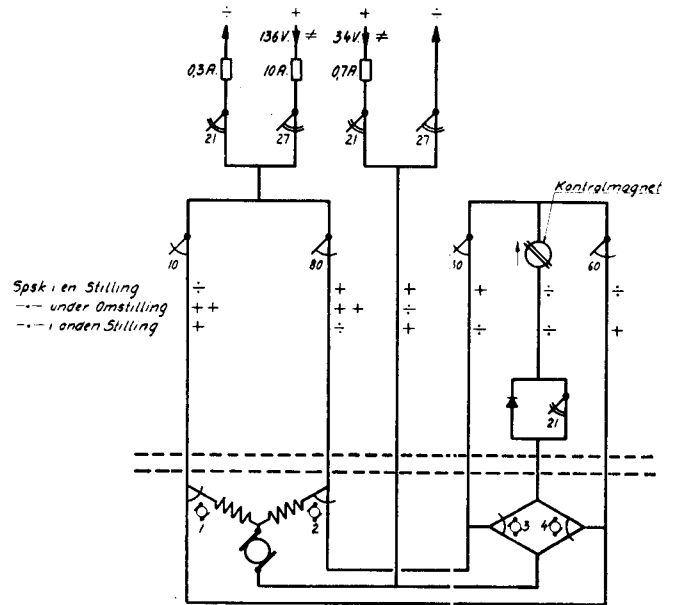 ÷ + + ÷
136V. ≠ 34V. ≠
0,3A. 10A. 0,7A.
21 27 21 27
Kontrolmagnet
10 80 60
Spsk i en Stilling ÷ + + ÷ ÷
—•— under Omstilling + + + + ÷
—•— i anden Stilling + ÷ + ÷ ÷ +
21
1 2 3 4